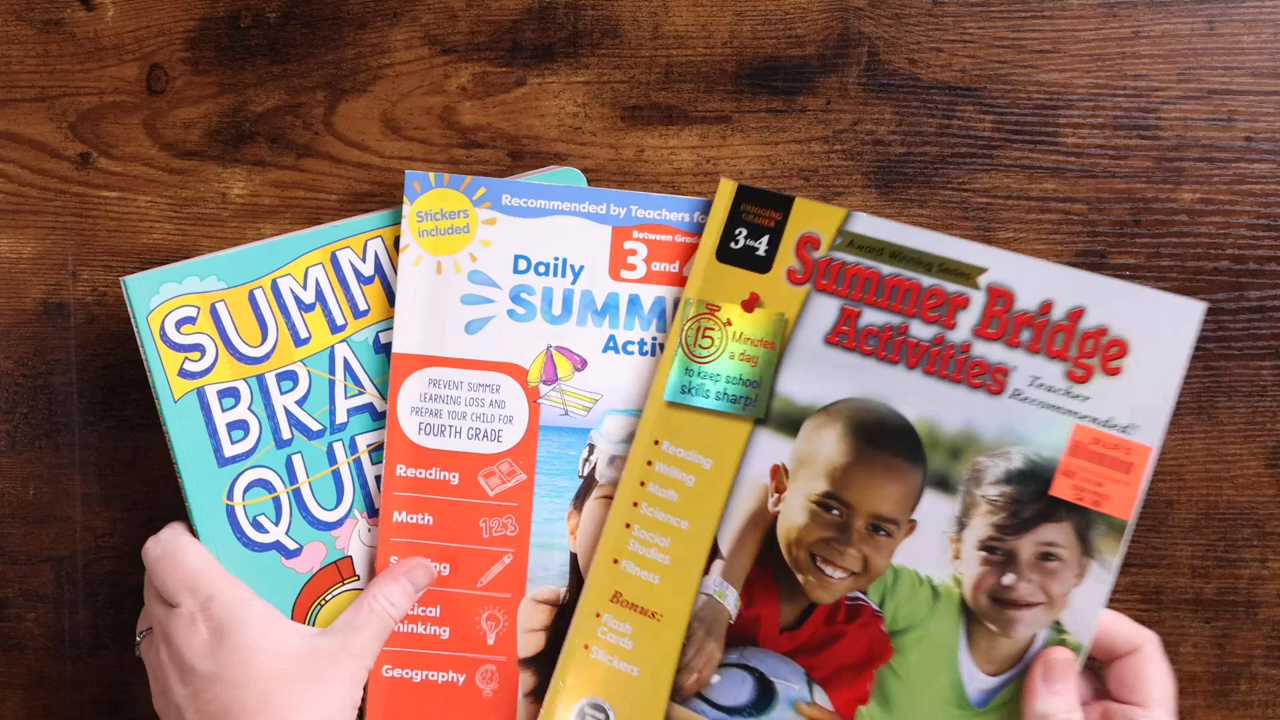 SUMM
BRA
QUE
Stickers
included
Recommended by Teachers fo
Between Grade
3 and 4
Daily
SUMM
Activ
PREVENT SUMMER
LEARNING LOSS AND
PREPARE YOUR CHILD FOR
FOURTH GRADE
Reading
Math
hinking
Geography
BRIDGING
GRADES
3 to 4
Award-Winning Series
Summer Bridge
Activities®
Teacher
Recommended!
15
Minutes
a day
to keep school
skills sharp!
• Reading
• Writing
• Math
• Science
• Social
Studies
• Fitness
Bonus:
• Flash
Cards
• Stickers